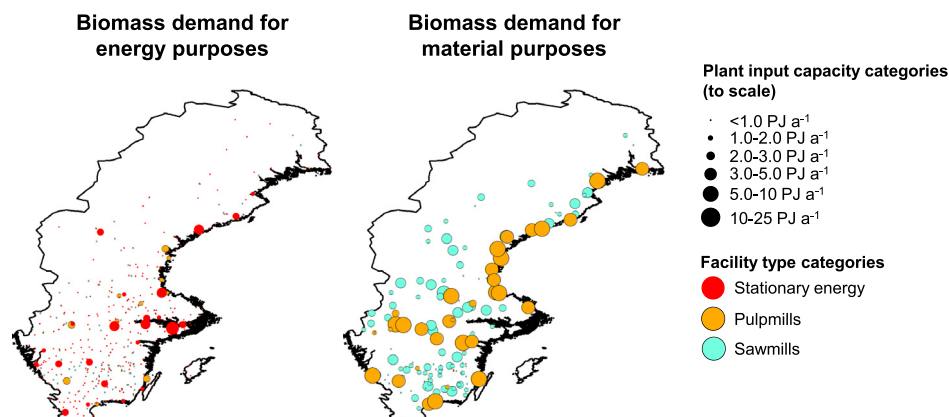 Biomass demand for
energy purposes
Biomass demand for
material purposes
Plant input capacity categories
(to scale)
<1.0 PJ a⁻¹
1.0-2.0 PJ a⁻¹
2.0-3.0 PJ a⁻¹
3.0-5.0 PJ a⁻¹
5.0-10 PJ a⁻¹
10-25 PJ a⁻¹
Facility type categories
Stationary energy
Pulpmills
Sawmills